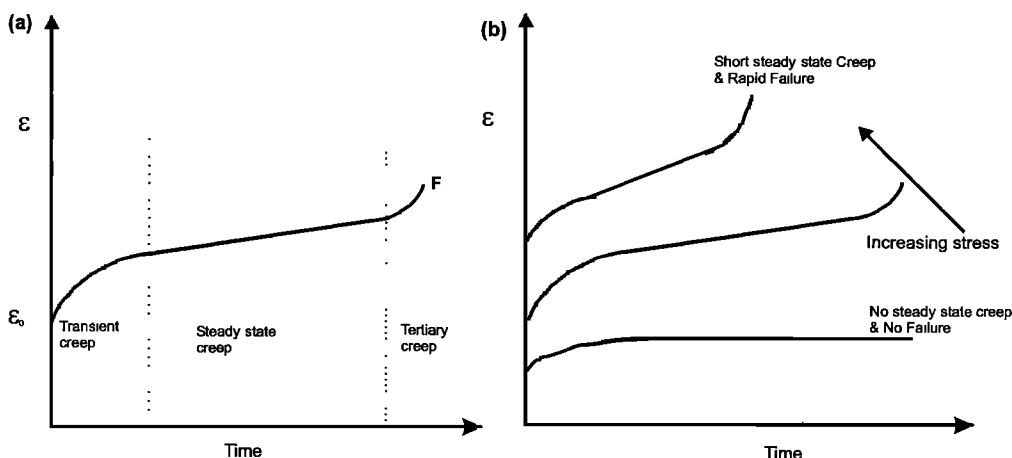 (a)
ε
ε₀
Transient
creep
Steady state
creep
Tertiary
creep
F
Time
(b)
ε
Short steady state Creep
& Rapid Failure
Increasing stress
No steady state creep
& No Failure
Time